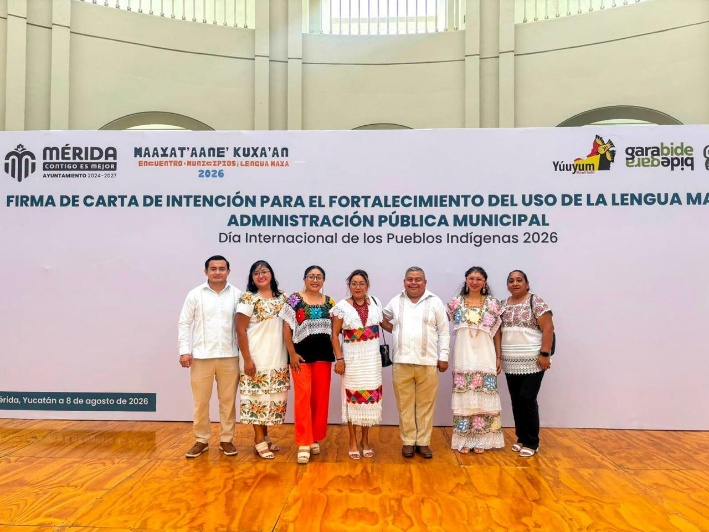 MÉRIDA
CONTIGO ES MEJOR
AYUNTAMIENTO 2024-2027
MAAXAT'AANE' KUXA'AN
ENCUENTRO · MUNICIPIOS; LENGUA MAYA
2026
Yúuyum
garabide
FIRMA DE CARTA DE INTENCIÓN PARA EL FORTALECIMIENTO DEL USO DE LA LENGUA MA
ADMINISTRACIÓN PÚBLICA MUNICIPAL
Día Internacional de los Pueblos Indígenas 2026
érida, Yucatán a 8 de agosto de 2026